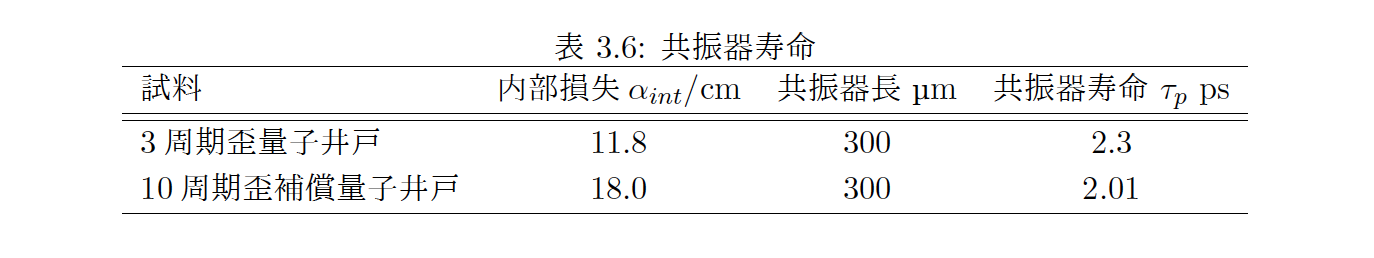 表 3.6: 共振器寿命
試料 内部損失 α_int/cm 共振器長 µm 共振器寿命 τ_p ps
3 周期歪量子井戸 11.8 300 2.3
10 周期歪補償量子井戸 18.0 300 2.01